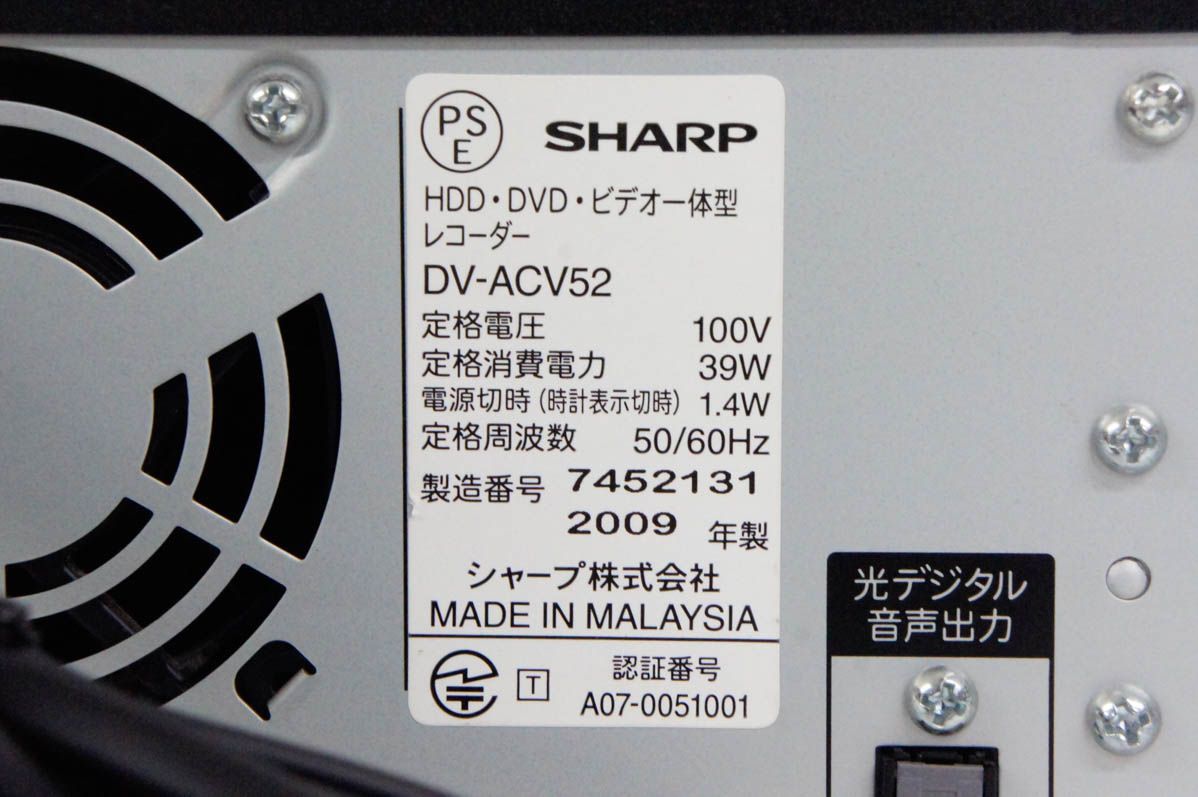 PSE SHARP
HDD・DVD・ビデオ一体型
レコーダー
DV-ACV52
定格電圧 100V
定格消費電力 39W
電源切時(時計表示切時) 1.4W
定格周波数 50/60Hz
製造番号 7452131
2009 年製
シャープ株式会社
MADE IN MALAYSIA
T 認証番号
A07-0051001
光デジタル
音声出力